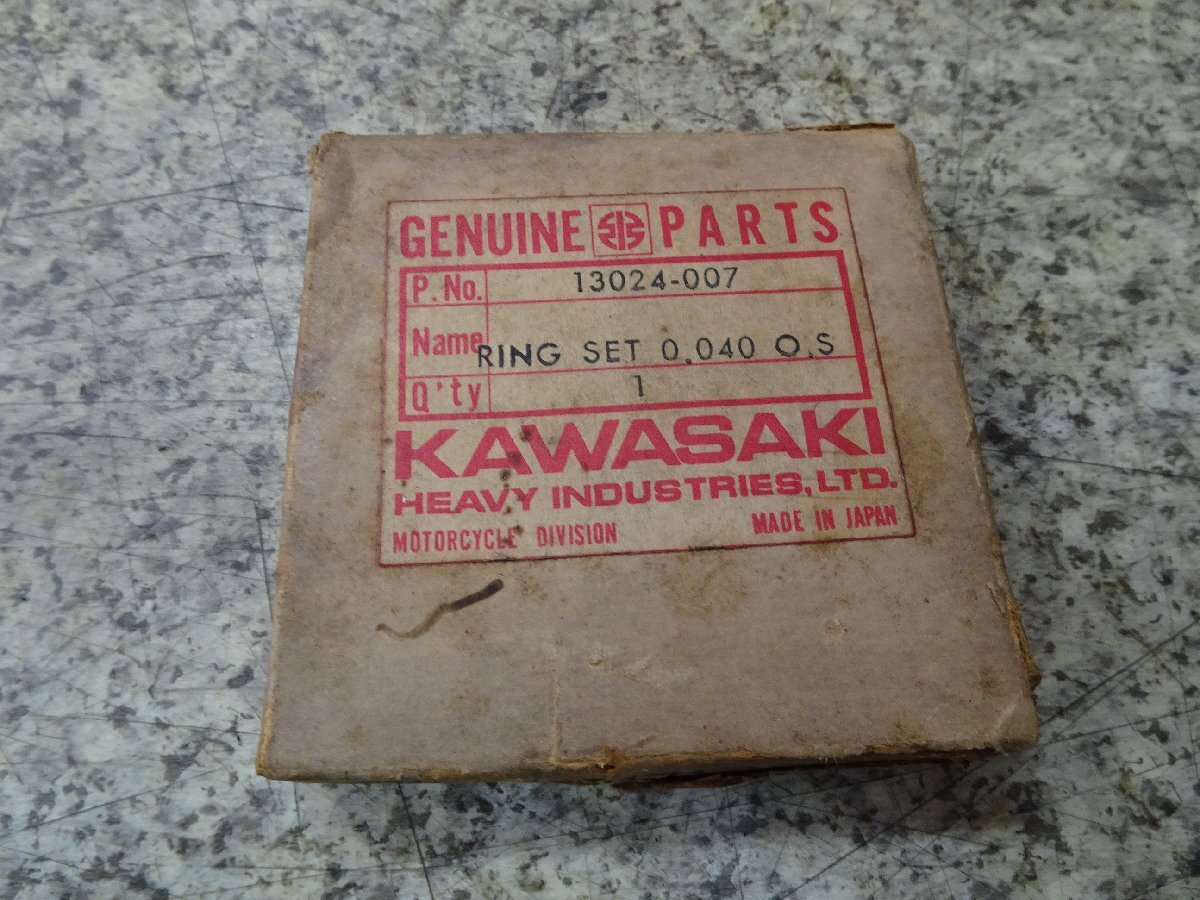 GENUINE PARTS
P.No. 13024-007
Name RING SET 0.040 O.S
Q'ty 1
KAWASAKI
HEAVY INDUSTRIES, LTD.
MOTORCYCLE DIVISION MADE IN JAPAN